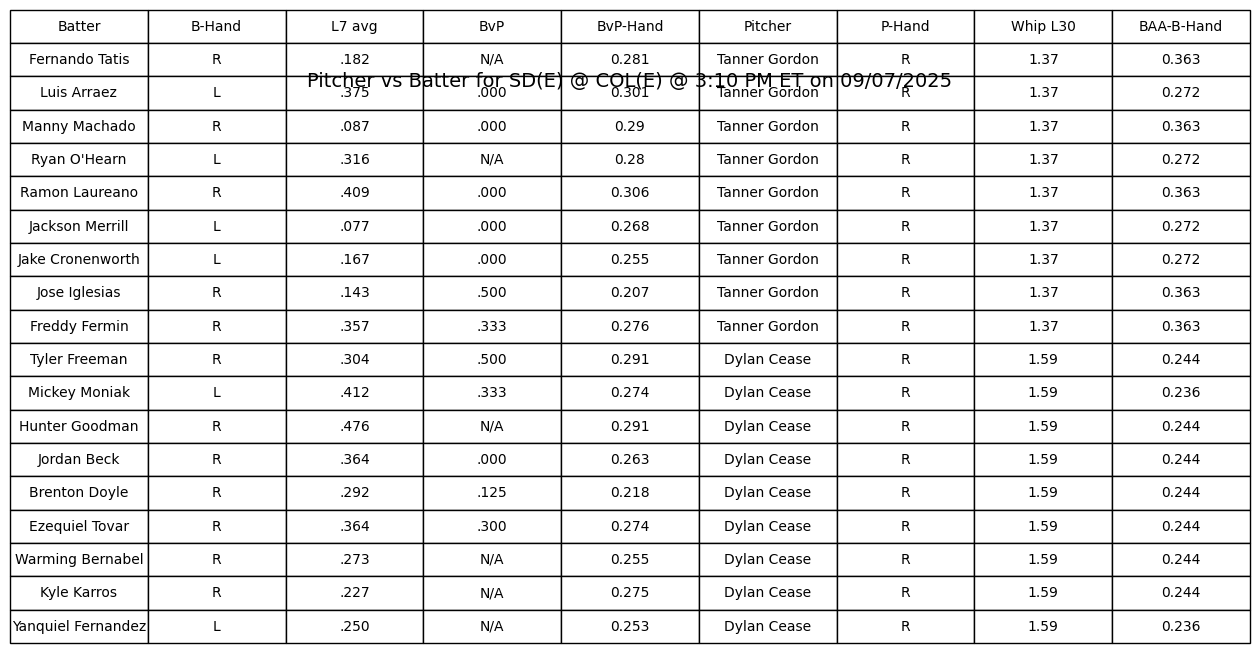 Batter B-Hand L7 avg BvP BvP-Hand Pitcher P-Hand Whip L30 BAA-B-Hand
Fernando Tatis R .182 N/A 0.281 Tanner Gordon R 1.37 0.363
Pitcher vs Batter for SD(E) @ COL(E) @ 3:10 PM ET on 09/07/2025
Luis Arraez L .375 .000 0.301 Tanner Gordon R 1.37 0.272
Manny Machado R .087 .000 0.29 Tanner Gordon R 1.37 0.363
Ryan O'Hearn L .316 N/A 0.28 Tanner Gordon R 1.37 0.272
Ramon Laureano R .409 .000 0.306 Tanner Gordon R 1.37 0.363
Jackson Merrill L .077 .000 0.268 Tanner Gordon R 1.37 0.272
Jake Cronenworth L .167 .000 0.255 Tanner Gordon R 1.37 0.272
Jose Iglesias R .143 .500 0.207 Tanner Gordon R 1.37 0.363
Freddy Fermin R .357 .333 0.276 Tanner Gordon R 1.37 0.363
Tyler Freeman R .304 .500 0.291 Dylan Cease R 1.59 0.244
Mickey Moniak L .412 .333 0.274 Dylan Cease R 1.59 0.236
Hunter Goodman R .476 N/A 0.291 Dylan Cease R 1.59 0.244
Jordan Beck R .364 .000 0.263 Dylan Cease R 1.59 0.244
Brenton Doyle R .292 .125 0.218 Dylan Cease R 1.59 0.244
Ezequiel Tovar R .364 .300 0.274 Dylan Cease R 1.59 0.244
Warming Bernabel R .273 N/A 0.255 Dylan Cease R 1.59 0.244
Kyle Karros R .227 N/A 0.275 Dylan Cease R 1.59 0.244
Yanquiel Fernandez L .250 N/A 0.253 Dylan Cease R 1.59 0.236